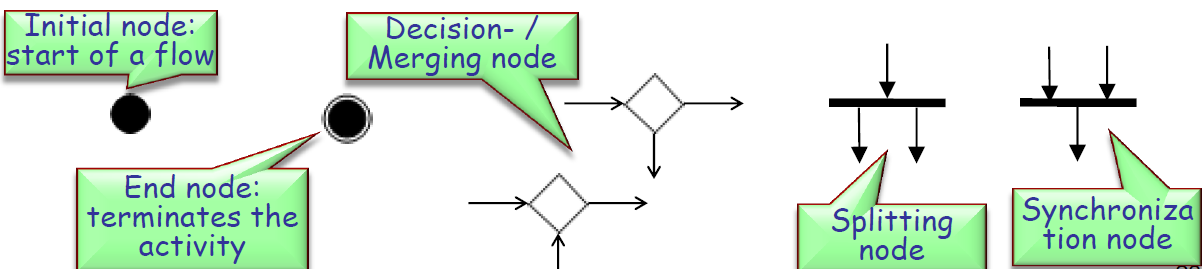 Initial node:
start of a flow
Decision- /
Merging node
End node:
terminates the
activity
Splitting
node
Synchroniza
tion node